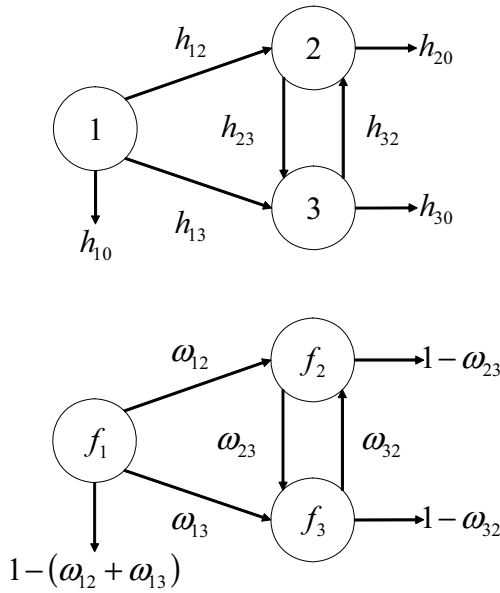 h₁₂
2
h₂₀
1
h₂₃
h₃₂
h₁₃
3
h₃₀
h₁₀
ω₁₂
f₂
1−ω₂₃
f₁
ω₂₃
ω₃₂
ω₁₃
f₃
1−ω₃₂
1−(ω₁₂+ω₁₃)